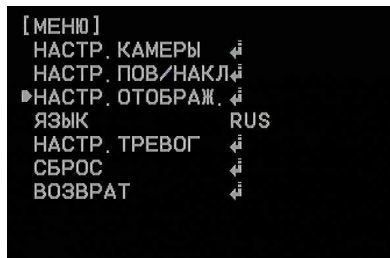 [МЕНЮ]
НАСТР. КАМЕРЫ ↲
НАСТР. ПОВ/НАКЛ↲
▶НАСТР. ОТОБРАЖ. ↲
ЯЗЫК RUS
НАСТР. ТРЕВОГ ↲
СБРОС ↲
ВОЗВРАТ ↲